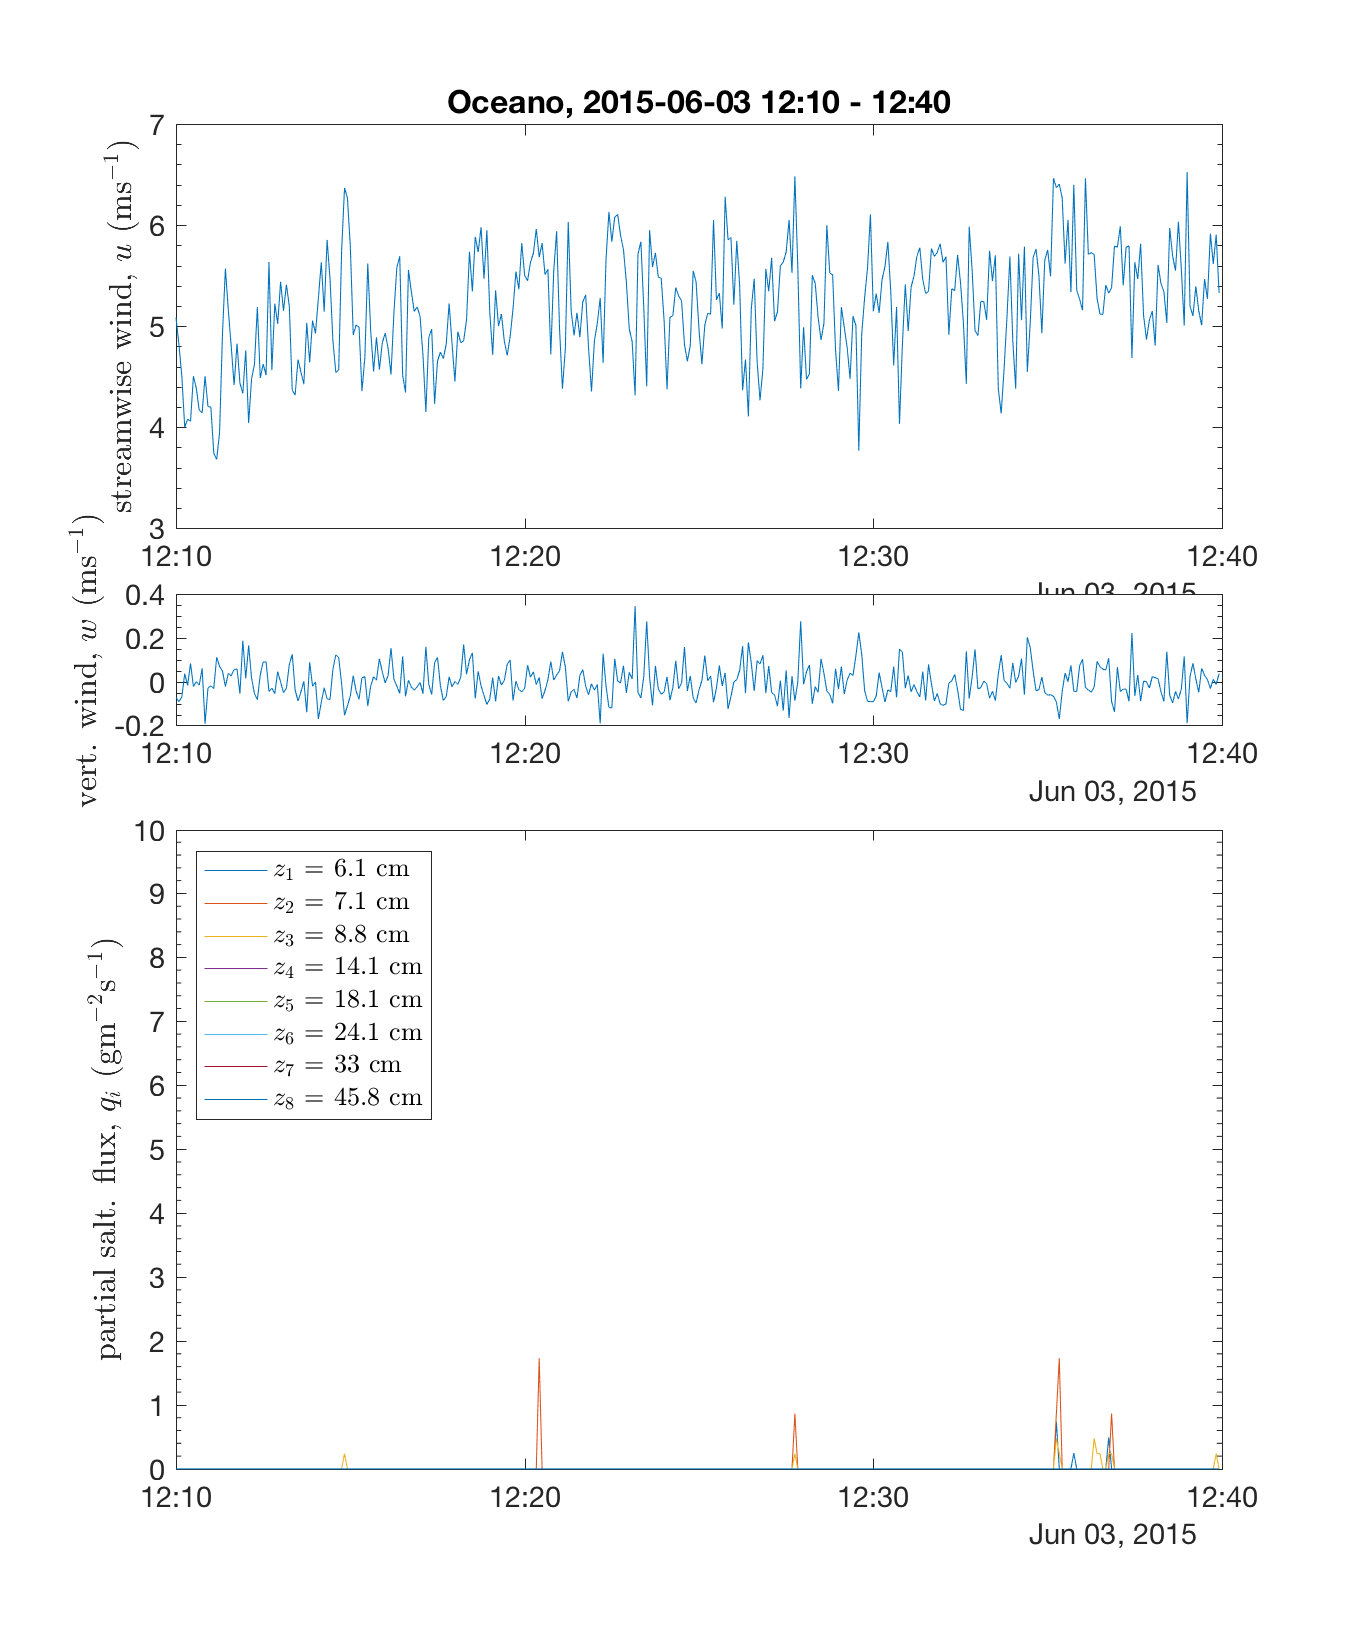 Oceano, 2015-06-03 12:10 - 12:40
streamwise wind, u (ms⁻¹)
7
6
5
4
3
12:10 12:20 12:30 12:40
Jun 03, 2015
vert. wind, w (ms⁻¹)
0.4
0.2
0
-0.2
12:10 12:20 12:30 12:40
Jun 03, 2015
partial salt. flux, qᵢ (gm⁻²s⁻¹)
10
9
8
7
6
5
4
3
2
1
0
z₁ = 6.1 cm
z₂ = 7.1 cm
z₃ = 8.8 cm
z₄ = 14.1 cm
z₅ = 18.1 cm
z₆ = 24.1 cm
z₇ = 33 cm
z₈ = 45.8 cm
12:10 12:20 12:30 12:40
Jun 03, 2015